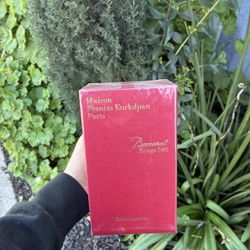 Maison
Francis Kurkdjian
Paris
Baccarat
Rouge 540